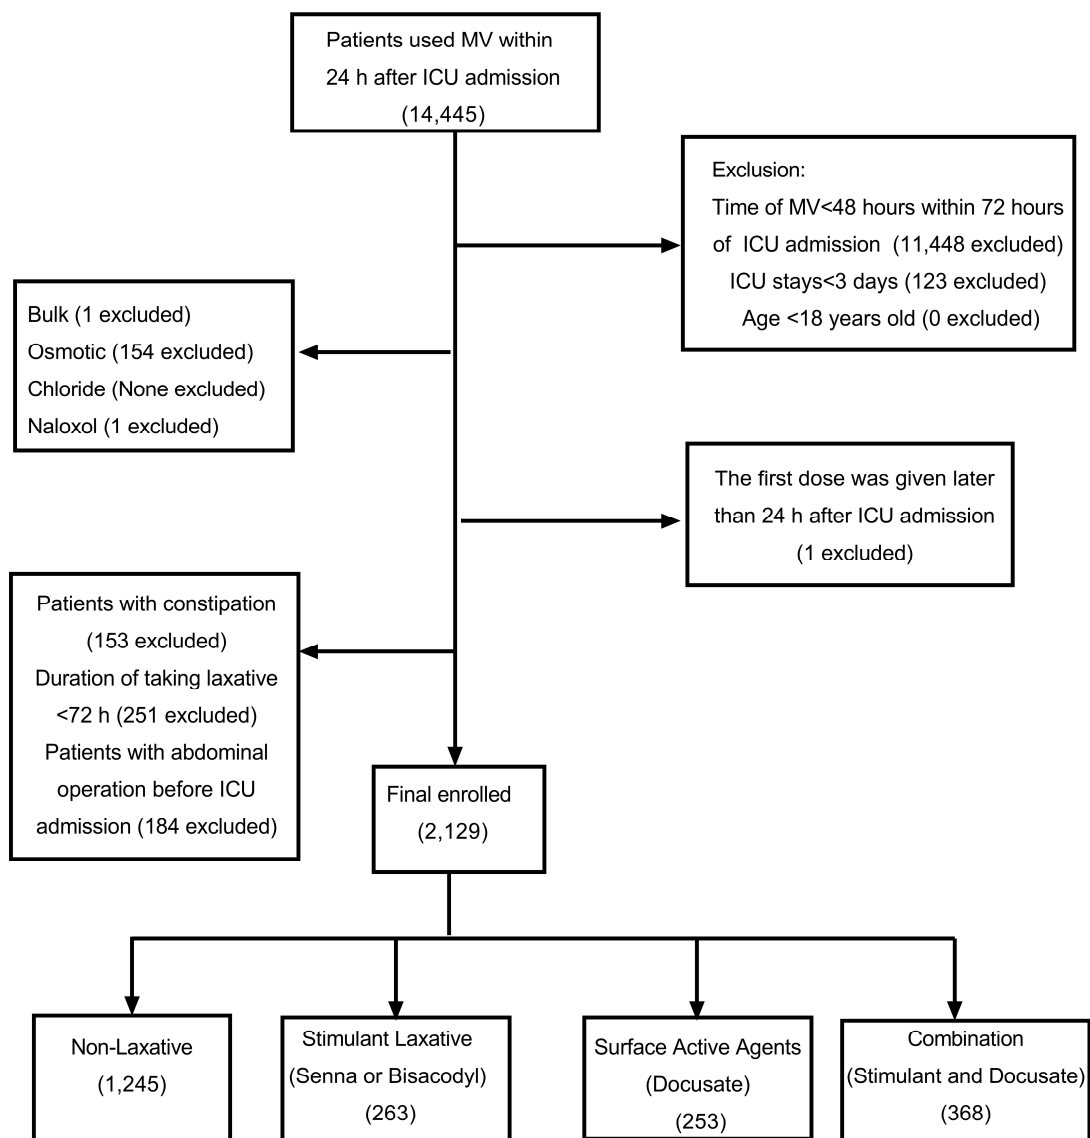 Patients used MV within
24 h after ICU admission
(14,445)
Exclusion:
Time of MV<48 hours within 72 hours
of ICU admission (11,448 excluded)
ICU stays<3 days (123 excluded)
Age <18 years old (0 excluded)
Bulk (1 excluded)
Osmotic (154 excluded)
Chloride (None excluded)
Naloxol (1 excluded)
The first dose was given later
than 24 h after ICU admission
(1 excluded)
Patients with constipation
(153 excluded)
Duration of taking laxative
<72 h (251 excluded)
Patients with abdominal
operation before ICU
admission (184 excluded)
Final enrolled
(2,129)
Non-Laxative
(1,245)
Stimulant Laxative
(Senna or Bisacodyl)
(263)
Surface Active Agents
(Docusate)
(253)
Combination
(Stimulant and Docusate)
(368)